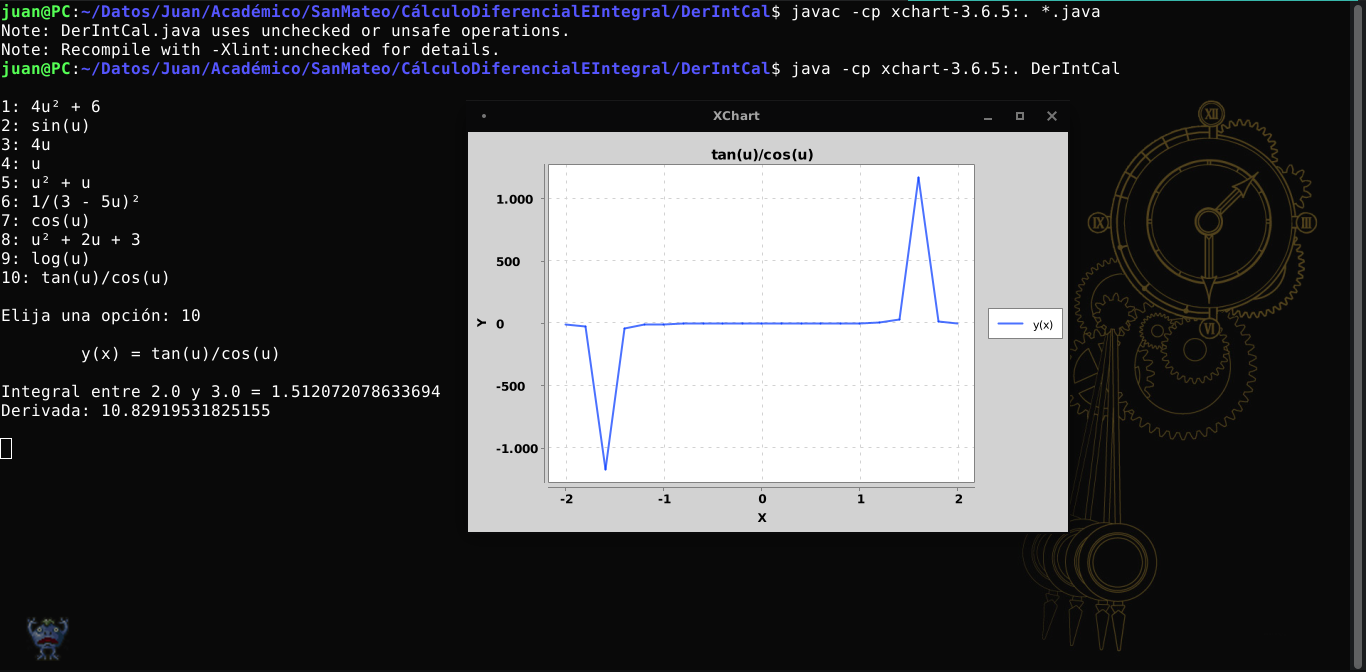 juan@PC:~/Datos/Juan/Académico/SanMateo/CálculoDiferencialEIntegral/DerIntCal$ javac -cp xchart-3.6.5:. *.java
Note: DerIntCal.java uses unchecked or unsafe operations.
Note: Recompile with -Xlint:unchecked for details.
juan@PC:~/Datos/Juan/Académico/SanMateo/CálculoDiferencialEIntegral/DerIntCal$ java -cp xchart-3.6.5:. DerIntCal
1: 4u² + 6
2: sin(u)
3: 4u
4: u
5: u² + u
6: 1/(3 - 5u)²
7: cos(u)
8: u² + 2u + 3
9: log(u)
10: tan(u)/cos(u)
Elija una opción: 10
y(x) = tan(u)/cos(u)
Integral entre 2.0 y 3.0 = 1.512072078633694
Derivada: 10.82919531825155
XChart
tan(u)/cos(u)
1.000
500
0
-500
-1.000
Y
-2 -1 0 1 2
X
y(x)
XII
III
VI
IX